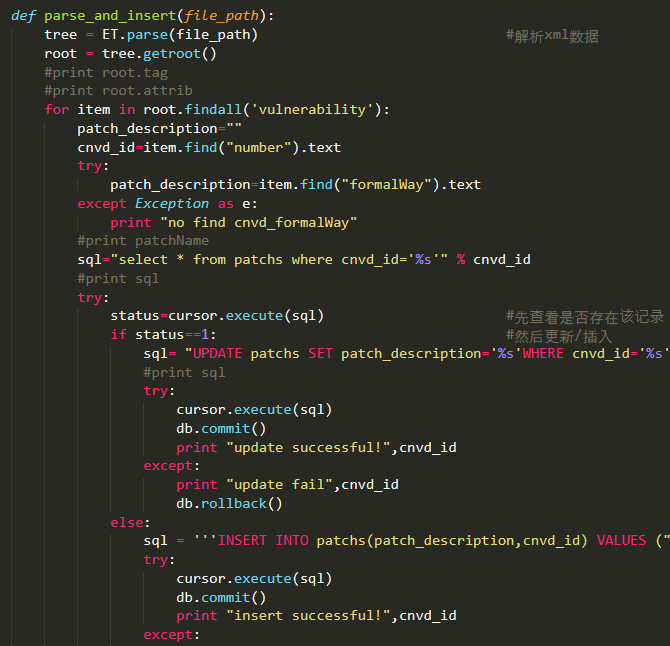 def parse_and_insert(file_path):
    tree = ET.parse(file_path) #解析xml数据
    root = tree.getroot()
    #print root.tag
    #print root.attrib
    for item in root.findall('vulnerability'):
        patch_description=""
        cnvd_id=item.find("number").text
        try:
            patch_description=item.find("formalWay").text
        except Exception as e:
            print "no find cnvd_formalWay"
        #print patchName
        sql="select * from patchs where cnvd_id='%s'" % cnvd_id
        #print sql
        try:
            status=cursor.execute(sql) #先查看是否存在该记录
            if status==1: #然后更新/插入
                sql= "UPDATE patchs SET patch_description='%s'WHERE cnvd_id='%s'
                #print sql
                try:
                    cursor.execute(sql)
                    db.commit()
                    print "update successful!",cnvd_id
                except:
                    print "update fail",cnvd_id
                    db.rollback()
            else:
                sql = '''INSERT INTO patchs(patch_description,cnvd_id) VALUES ("
                try:
                    cursor.execute(sql)
                    db.commit()
                    print "insert successful!",cnvd_id
                except: